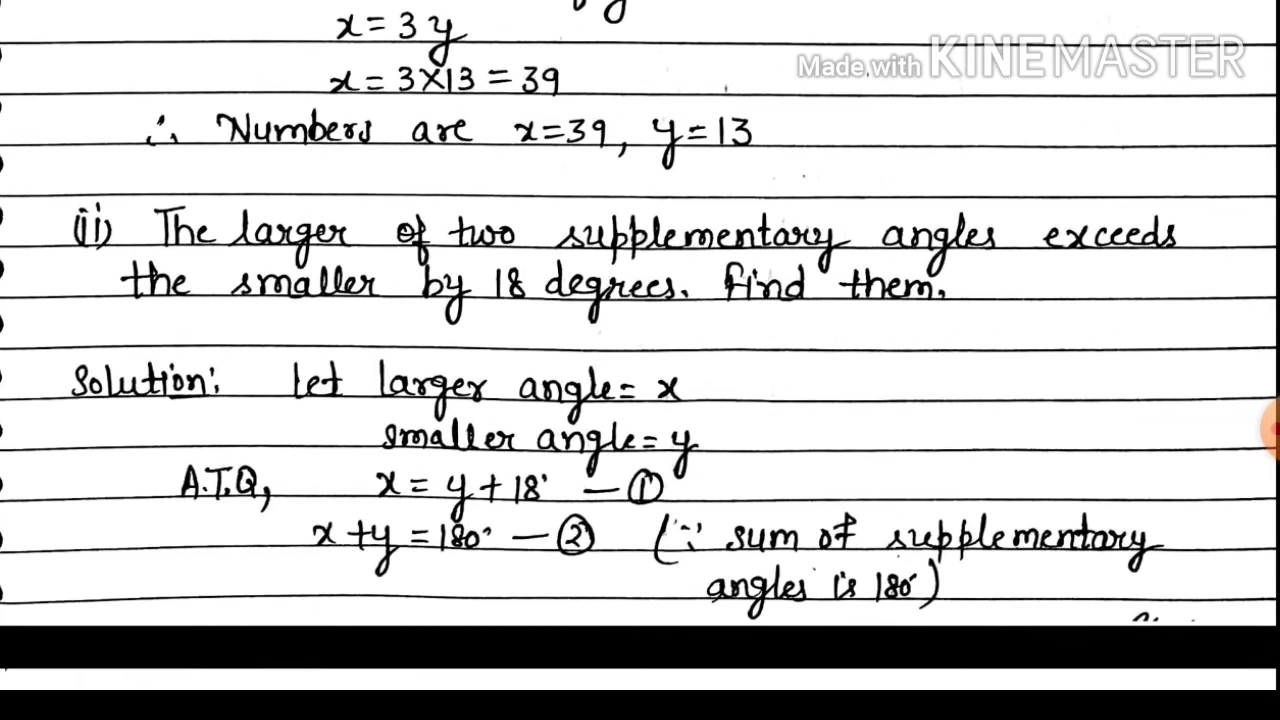 x = 3y
Made with KINEMASTER
x = 3×13 = 39
∴ Numbers are x=39, y=13
(ii) The larger of two supplementary angles exceeds
the smaller by 18 degrees. Find them.
Solution: Let larger angle= x
smaller angle= y
A.T.Q, x = y + 18° — ①
x + y = 180° — ② (∵ sum of supplementary
angles is 180°)